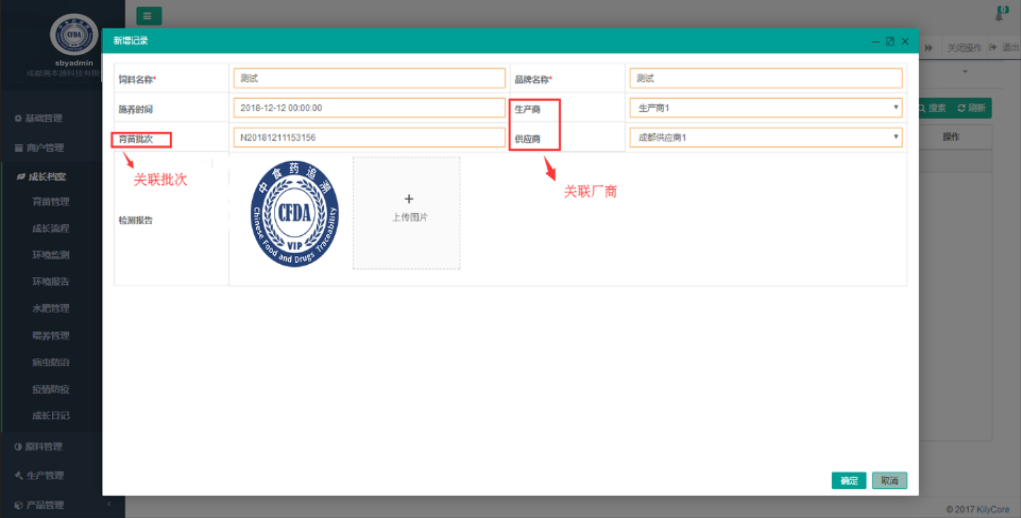 sbyadmin
新增记录
关闭操作
退出
饲料名称*
测试
品牌名称*
测试
施养时间
2018-12-12 00:00:00
生产商
生产商1
育苗批次
N20181211153156
供应商
成都供应商1
关联批次
关联厂商
检测报告
中食药追溯
CFDA
VIP
Chinese Food and Drugs Traceability
+
上传图片
搜索
刷新
操作
基础管理
商户管理
成长档案
育苗管理
成长流程
环境监测
环境报告
水肥管理
喂养管理
病虫防治
疫情防疫
成长日记
原料管理
生产管理
产品管理
确定
取消
© 2017 KilyCore